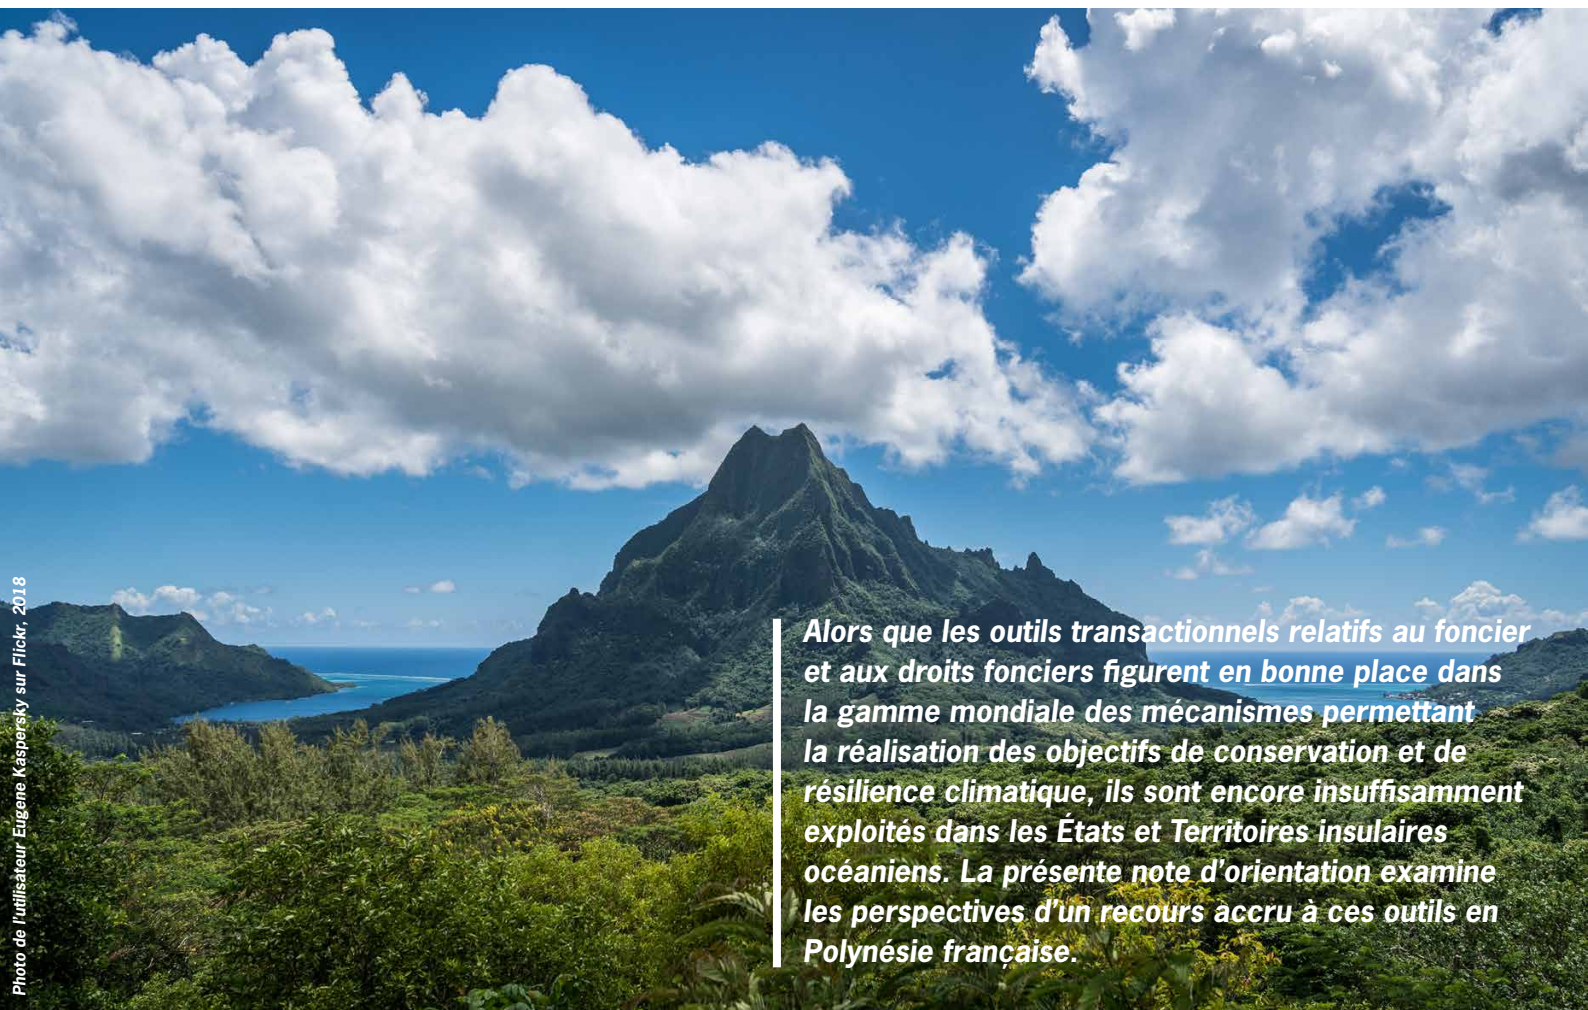 Alors que les outils transactionnels relatifs au foncier
et aux droits fonciers figurent en bonne place dans
la gamme mondiale des mécanismes permettant
la réalisation des objectifs de conservation et de
résilience climatique, ils sont encore insuffisamment
exploités dans les États et Territoires insulaires
océaniens. La présente note d’orientation examine
les perspectives d’un recours accru à ces outils en
Polynésie française.
Photo de l'utilisateur Eugene Kaspersky sur Flickr, 2018